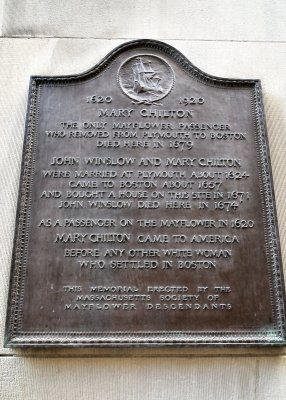 1620 1920
MARY CHILTON
THE ONLY MAYFLOWER PASSENGER
WHO REMOVED FROM PLYMOUTH TO BOSTON
DIED HERE IN 1679
JOHN WINSLOW AND MARY CHILTON
WERE MARRIED AT PLYMOUTH ABOUT 1624
CAME TO BOSTON ABOUT 1657
AND BOUGHT A HOUSE ON THIS SITE IN 1671
JOHN WINSLOW DIED HERE IN 1674
AS A PASSENGER ON THE MAYFLOWER IN 1620
MARY CHILTON CAME TO AMERICA
BEFORE ANY OTHER WHITE WOMAN
WHO SETTLED IN BOSTON
THIS MEMORIAL ERECTED BY THE
MASSACHUSETTS SOCIETY OF
MAYFLOWER DESCENDANTS